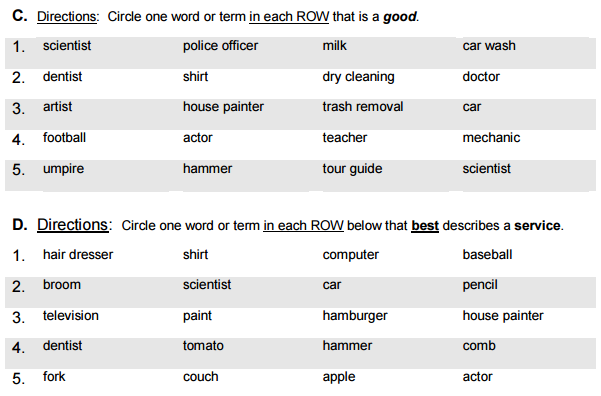 C. Directions: Circle one word or term in each ROW that is a good.
1. scientist police officer milk car wash
2. dentist shirt dry cleaning doctor
3. artist house painter trash removal car
4. football actor teacher mechanic
5. umpire hammer tour guide scientist
D. Directions: Circle one word or term in each ROW below that best describes a service.
1. hair dresser shirt computer baseball
2. broom scientist car pencil
3. television paint hamburger house painter
4. dentist tomato hammer comb
5. fork couch apple actor